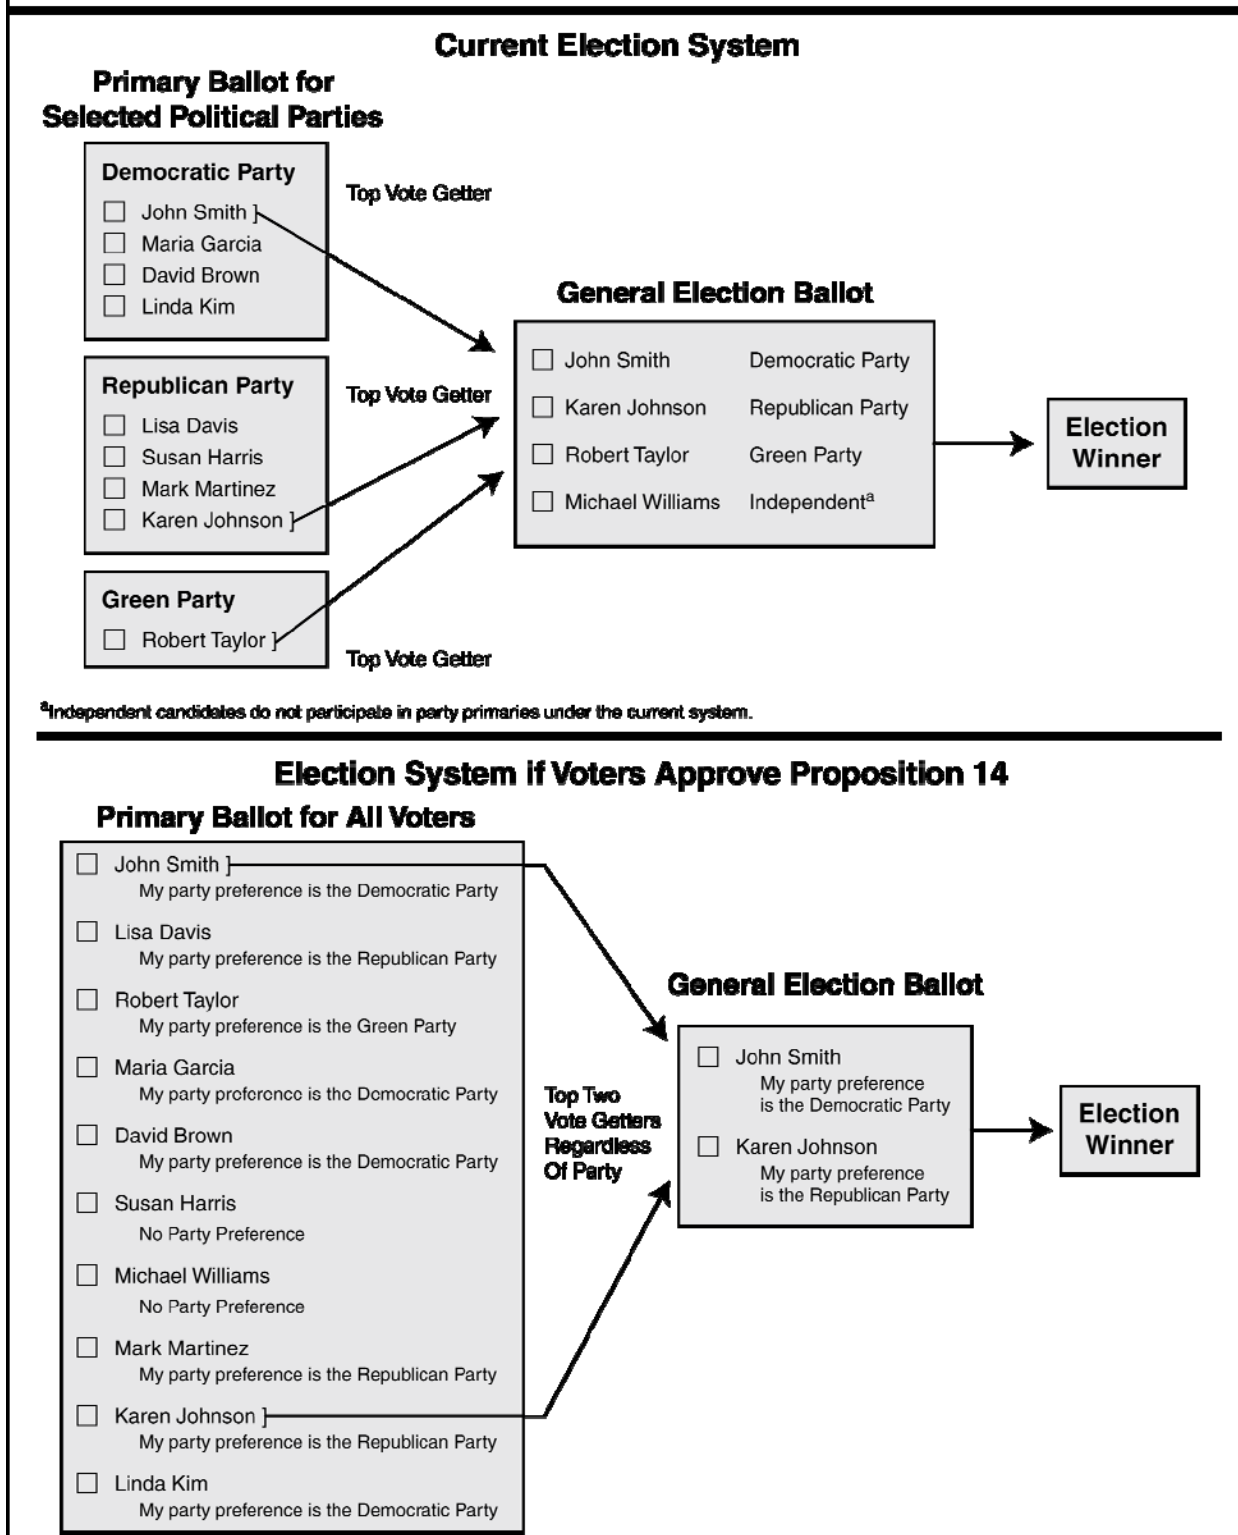 Current Election System
Primary Ballot for
Selected Political Parties
Democratic Party
John Smith ]
Maria Garcia
David Brown
Linda Kim
Top Vote Getter
Republican Party
Lisa Davis
Susan Harris
Mark Martinez
Karen Johnson ]
Top Vote Getter
Green Party
Robert Taylor ]
Top Vote Getter
General Election Ballot
John Smith Democratic Party
Karen Johnson Republican Party
Robert Taylor Green Party
Michael Williams Independentᵃ
Election
Winner
ᵃIndependent candidates do not participate in party primaries under the current system.
Election System if Voters Approve Proposition 14
Primary Ballot for All Voters
John Smith ]
My party preference is the Democratic Party
Lisa Davis
My party preference is the Republican Party
Robert Taylor
My party preference is the Green Party
Maria Garcia
My party preference is the Democratic Party
David Brown
My party preference is the Democratic Party
Susan Harris
No Party Preference
Michael Williams
No Party Preference
Mark Martinez
My party preference is the Republican Party
Karen Johnson ]
My party preference is the Republican Party
Linda Kim
My party preference is the Democratic Party
Top Two
Vote Getters
Regardless
Of Party
General Election Ballot
John Smith
My party preference
is the Democratic Party
Karen Johnson
My party preference
is the Republican Party
Election
Winner